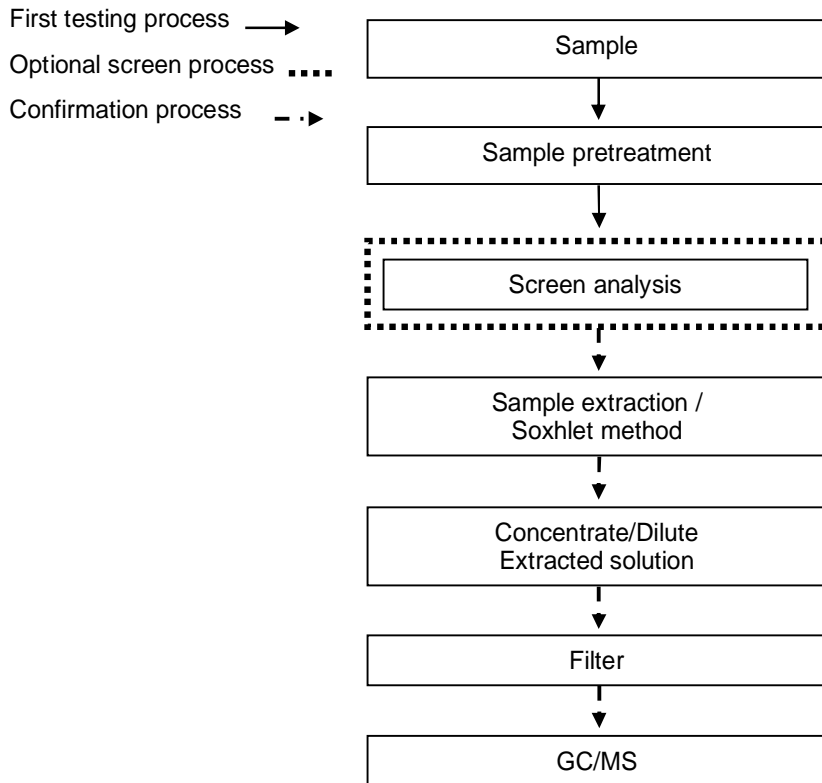 First testing process
Optional screen process
Confirmation process
Sample
Sample pretreatment
Screen analysis
Sample extraction /
Soxhlet method
Concentrate/Dilute
Extracted solution
Filter
GC/MS